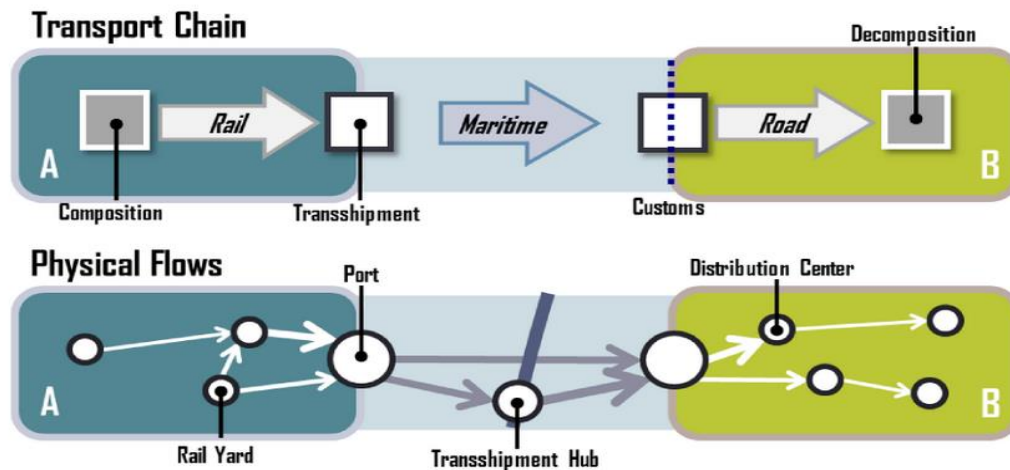 Transport Chain
Decomposition
Rail
Maritime
Road
A
B
Composition
Transshipment
Customs
Physical Flows
Port
Distribution Center
A
B
Rail Yard
Transshipment Hub